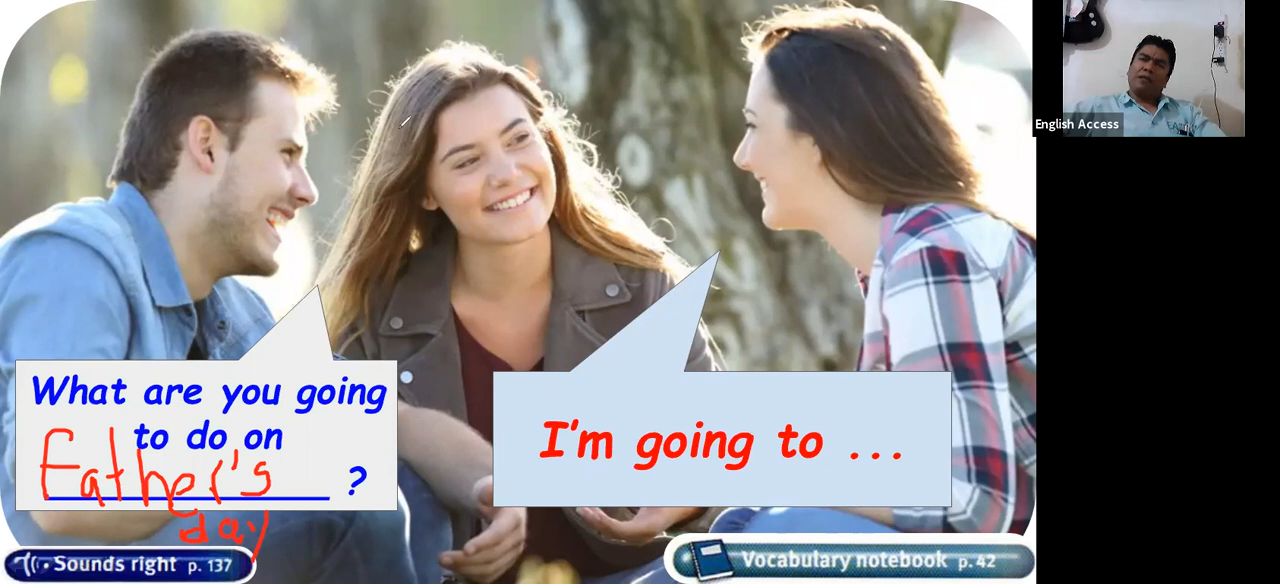 What are you going
to do on
Father's
day
?
I'm going to ...
Sounds right p. 137
Vocabulary notebook p. 42
English Access